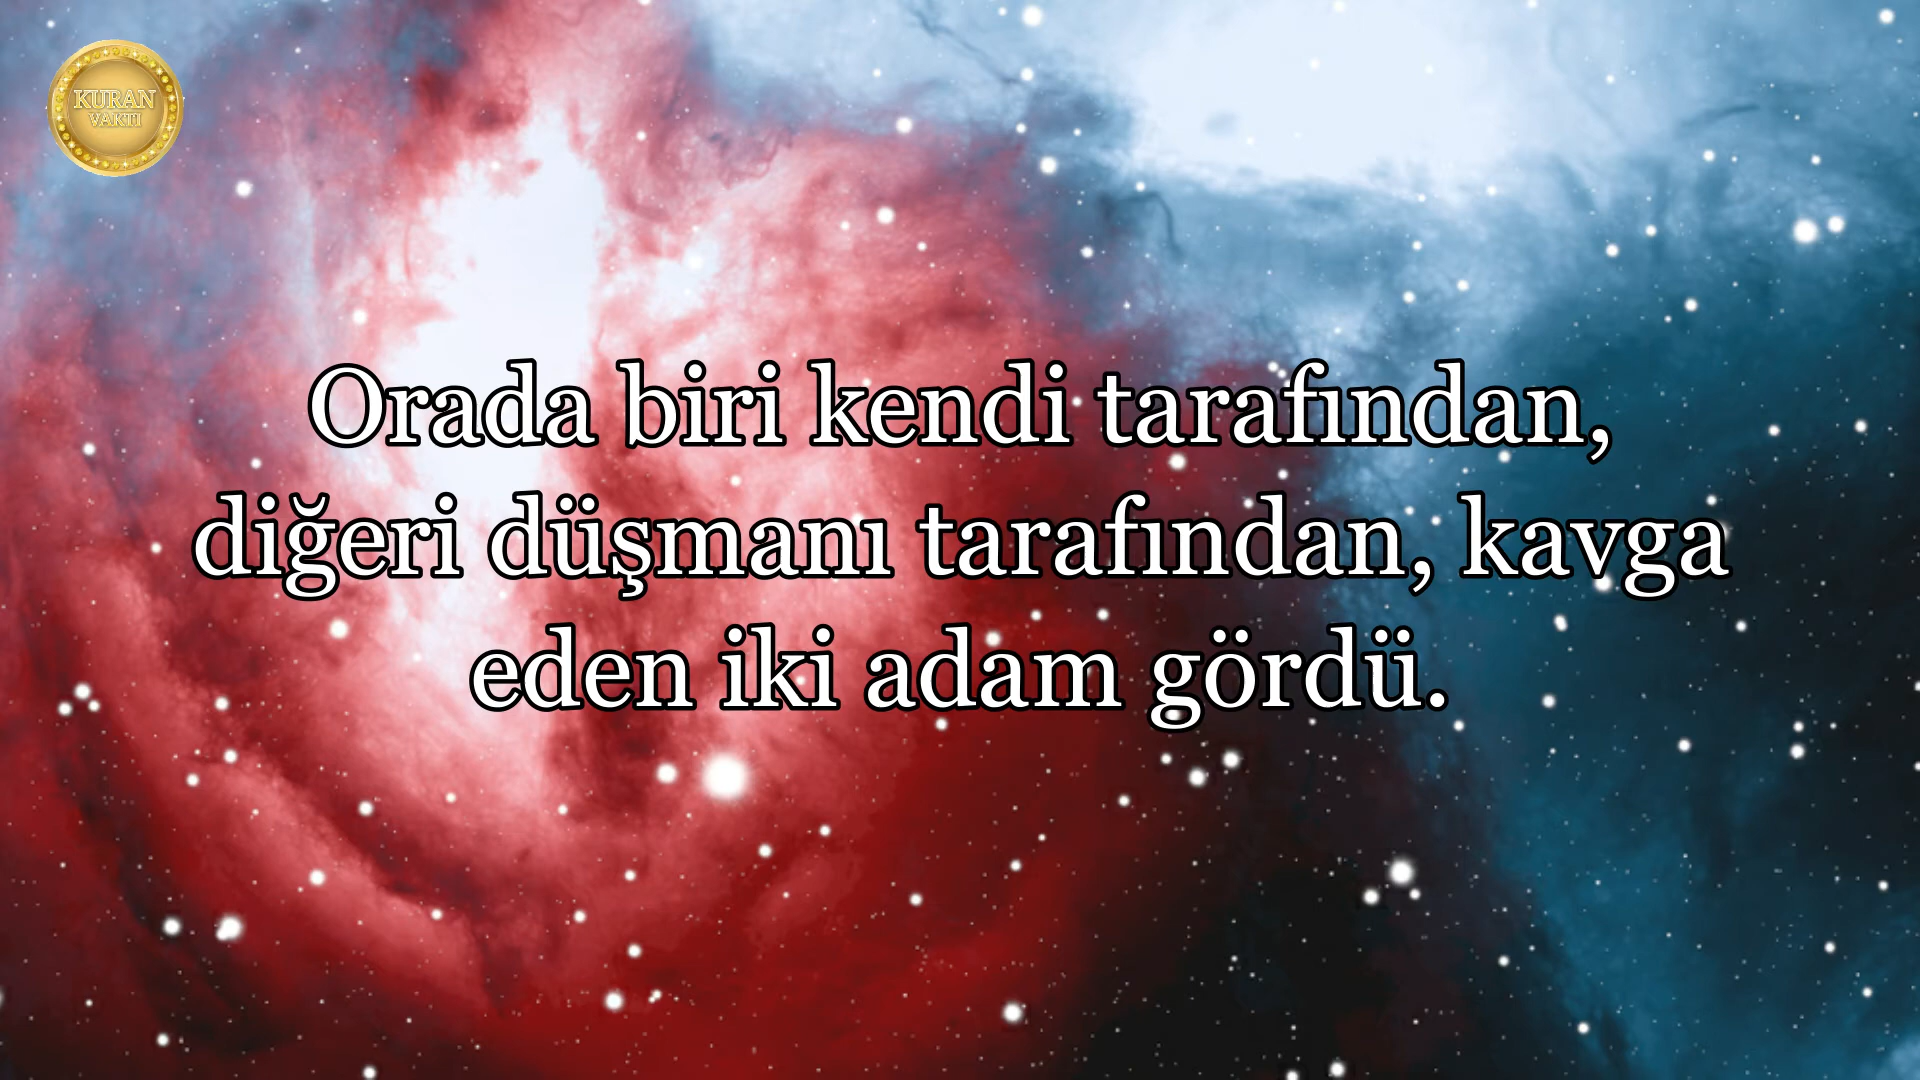 KURAN
VAKTİ
Orada biri kendi tarafından,
diğeri düşmanı tarafından, kavga
eden iki adam gördü.